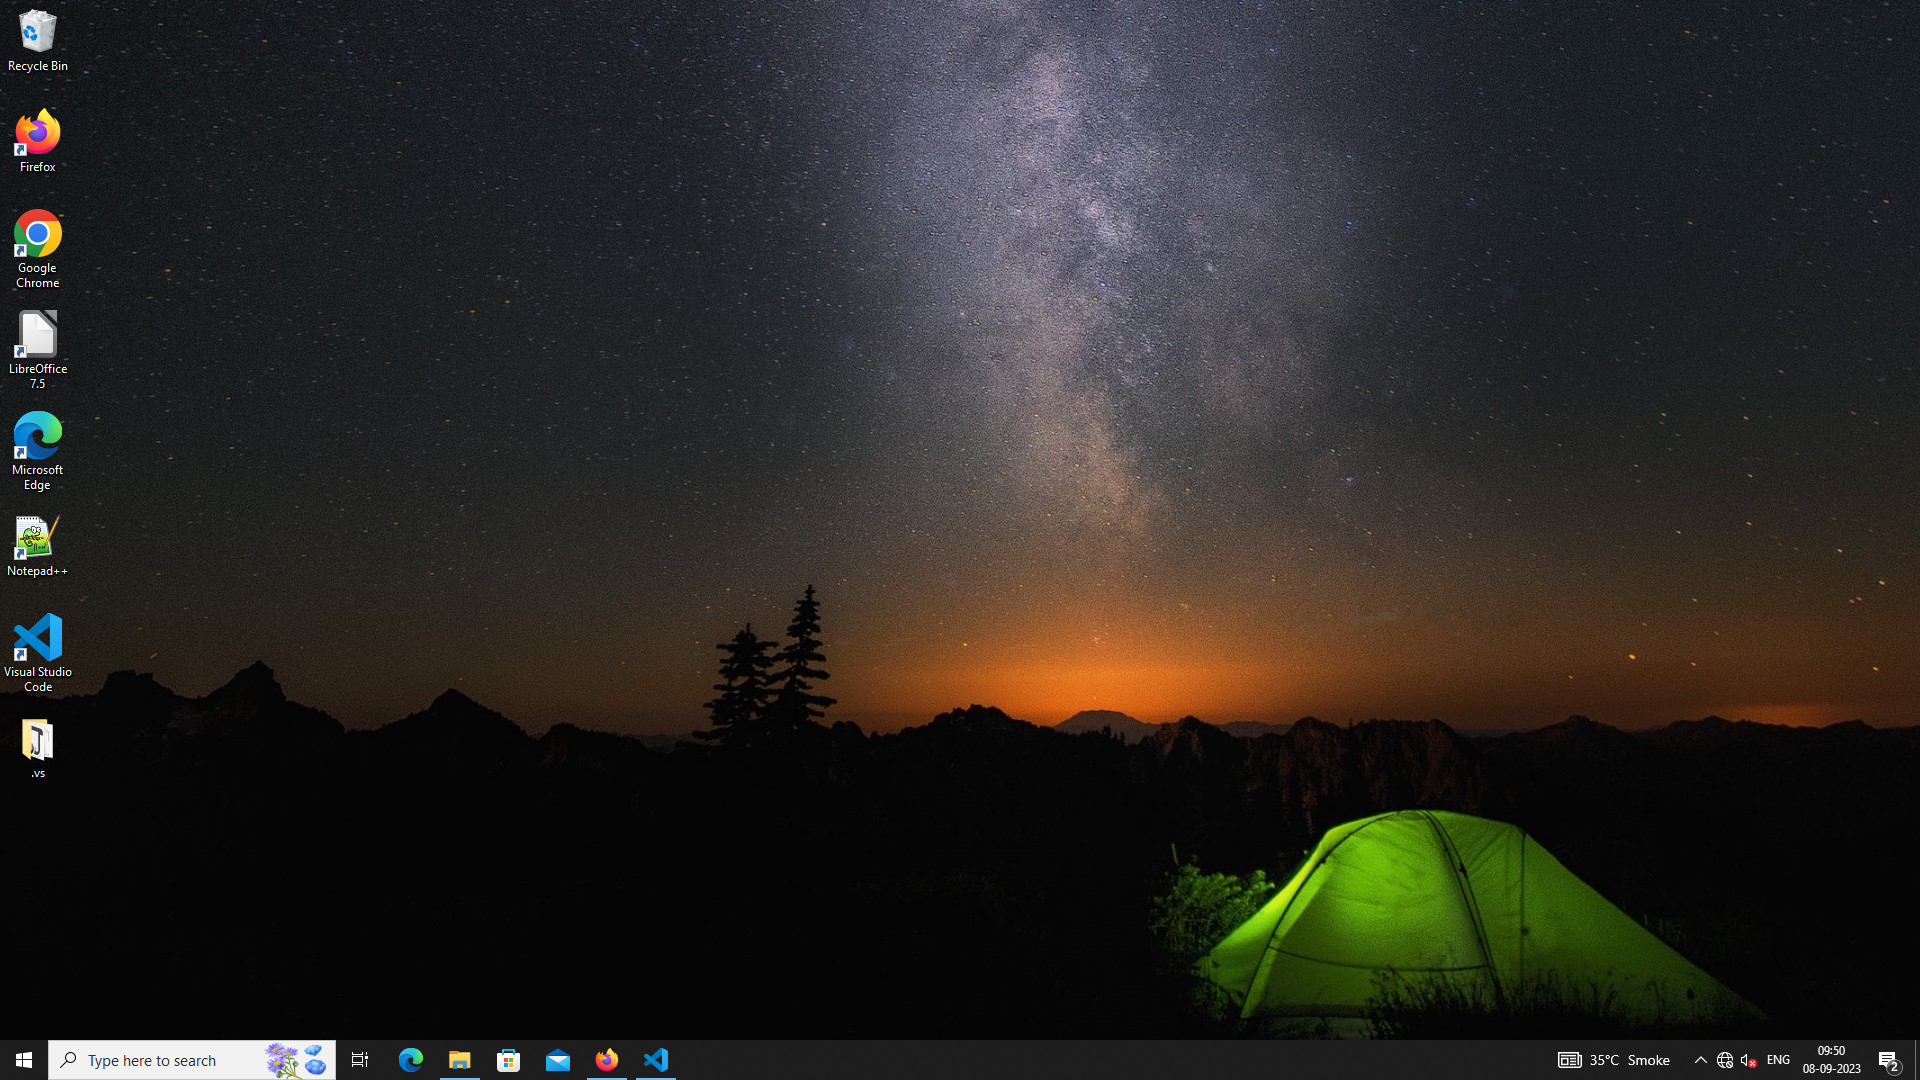 Recycle Bin
Firefox
Google
Chrome
LibreOffice
7.5
Microsoft
Edge
Notepad++
Visual Studio
Code
.vs
Type here to search
35°C Smoke
ENG
09:50
08-09-2023
2